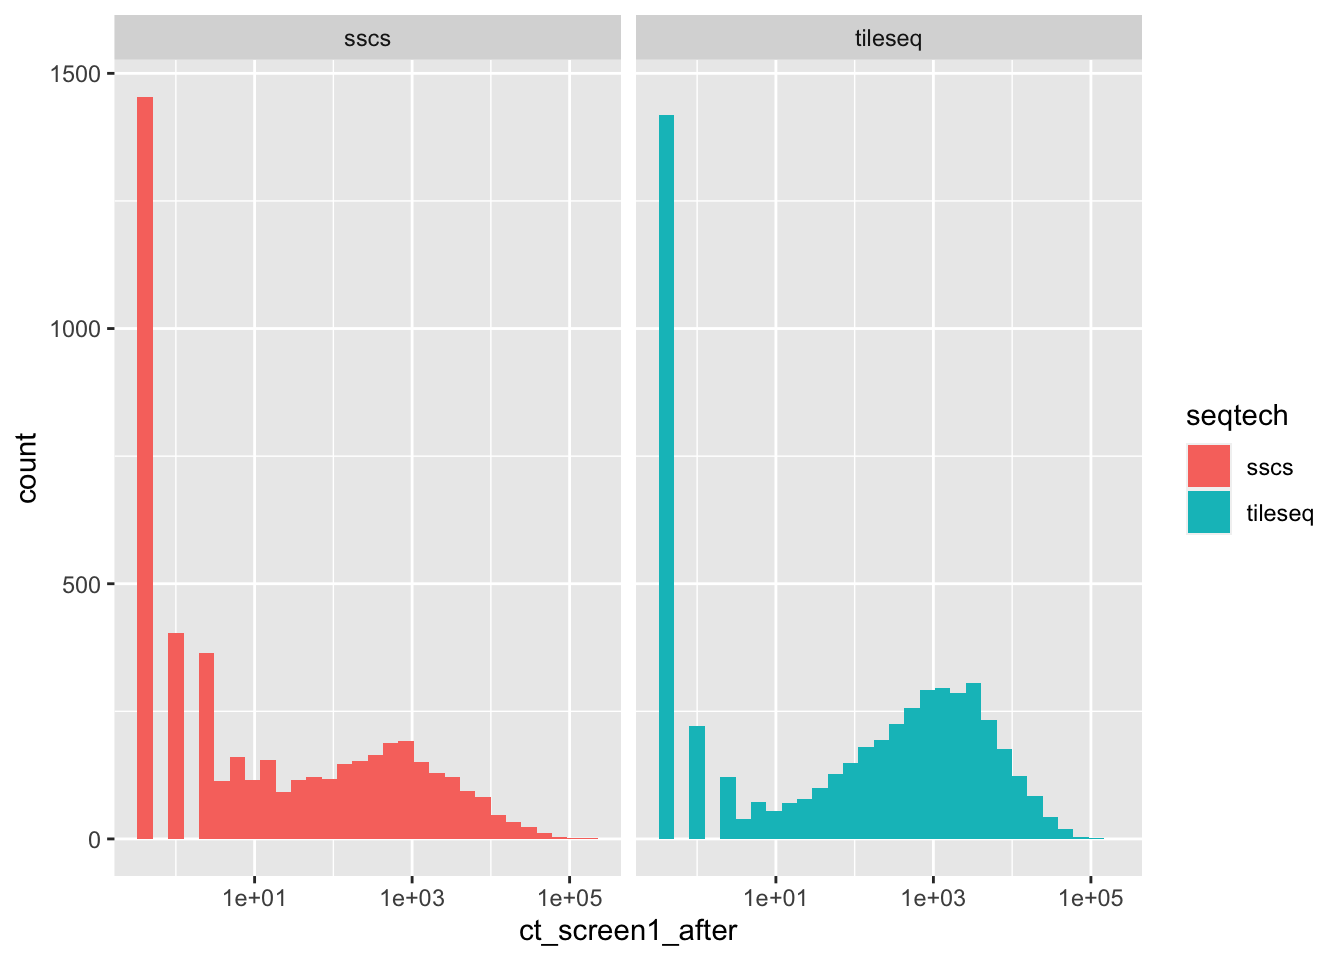 sscs
tileseq
1500
1000
500
0
count
1e+01
1e+03
1e+05
1e+01
1e+03
1e+05
ct_screen1_after
seqtech
sscs
tileseq